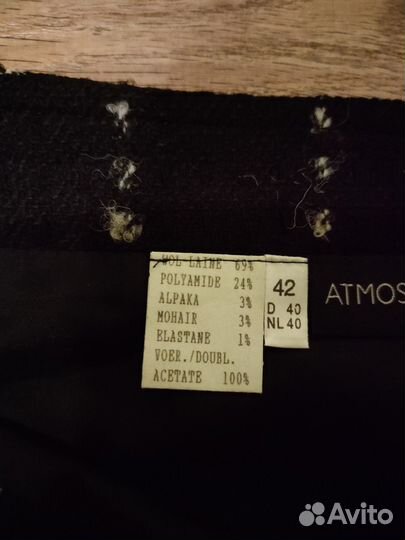 WOL-LAINE 69%
POLYAMIDE 24%
ALPAKA 3%
MOHAIR 3%
ELASTANE 1%
VOER./DOUBL.
ACETATE 100%
42
D 40
NL 40
ATMOS
Avito